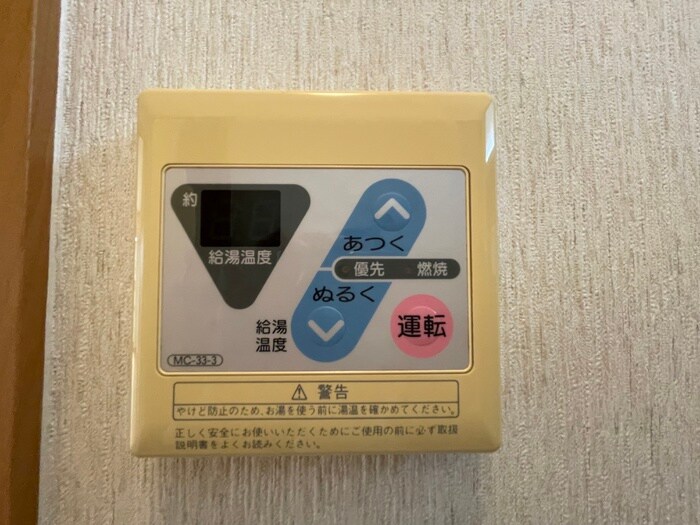 約
給湯温度
あつく
優先 燃焼
ぬるく
給湯
温度
運転
MC-33-3
⚠ 警告
やけど防止のため、お湯を使う前に湯温を確かめてください。
正しく安全にお使いいただくためにご使用の前に必ず取扱
説明書をよくお読みください。